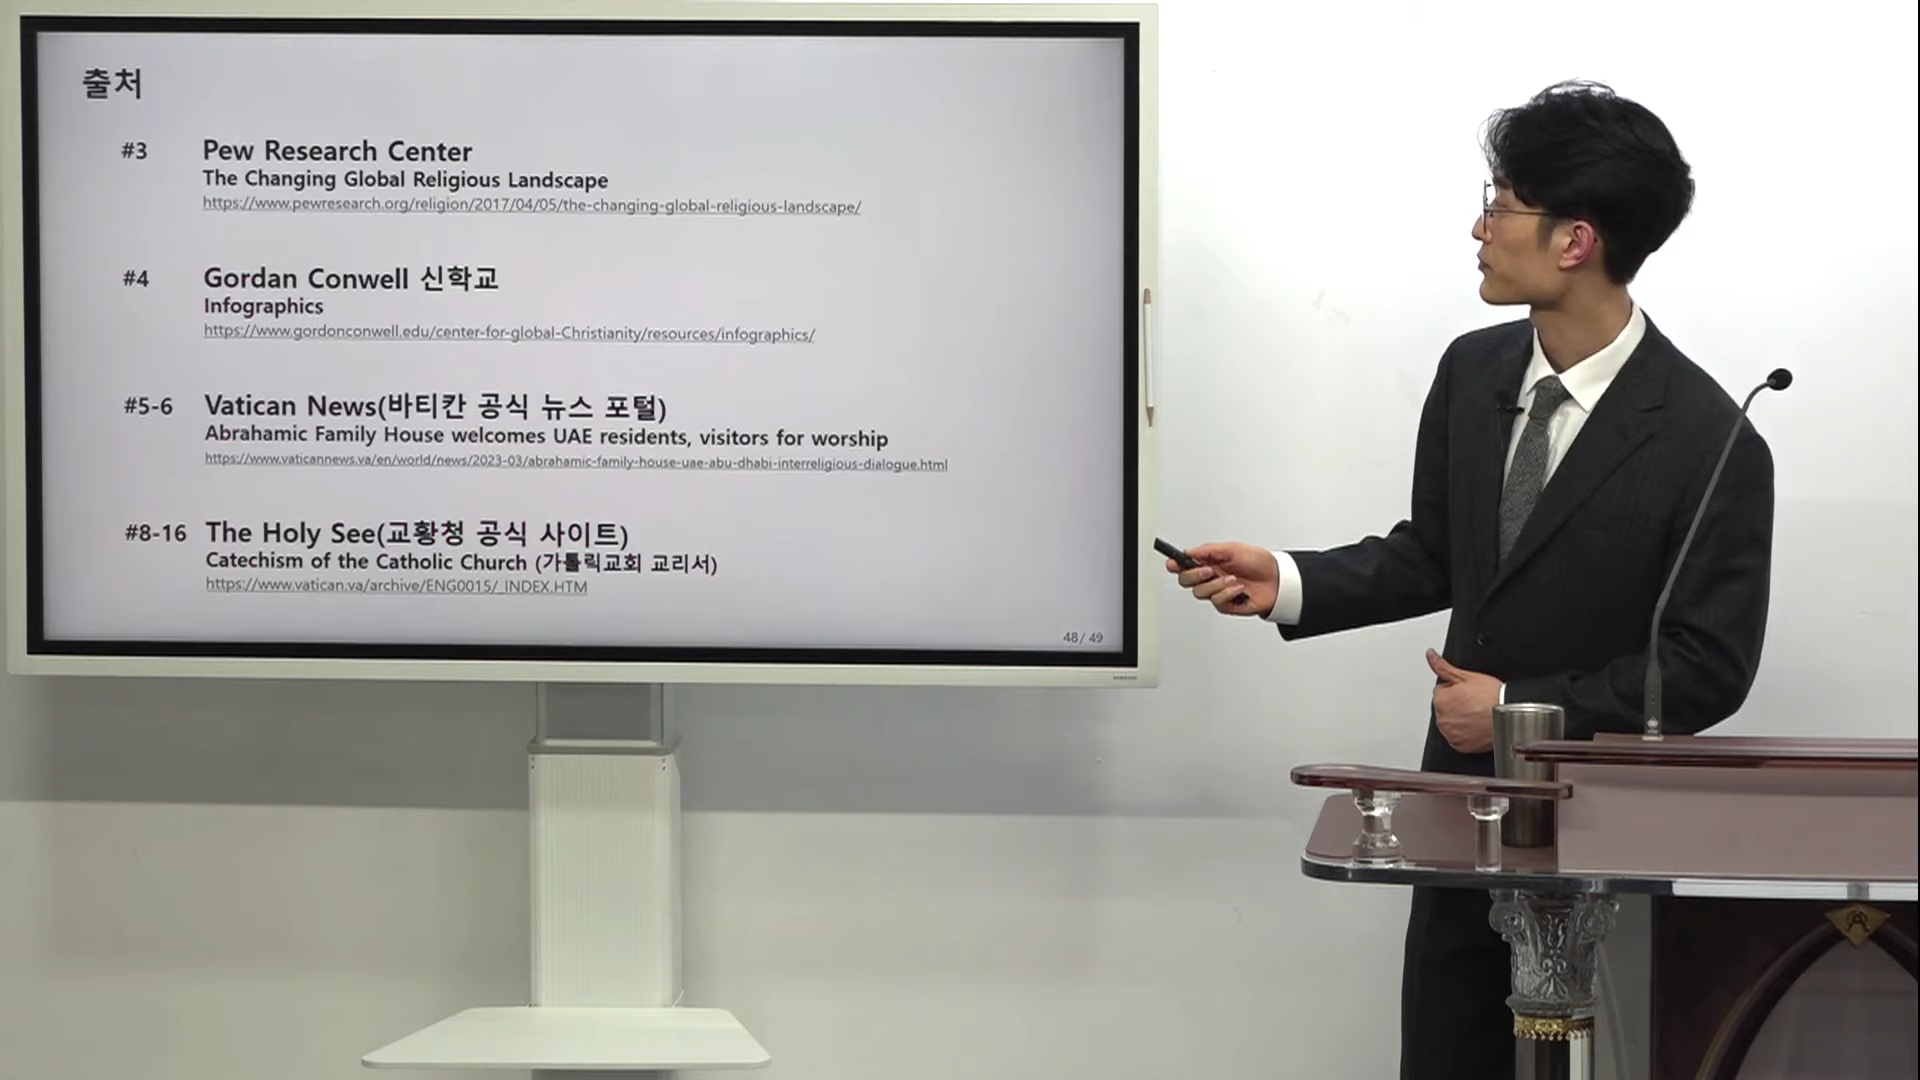 출처
#3 Pew Research Center
The Changing Global Religious Landscape
https://www.pewresearch.org/religion/2017/04/05/the-changing-global-religious-landscape/
#4 Gordan Conwell 신학교
Infographics
https://www.gordonconwell.edu/center-for-global-Christianity/resources/infographics/
#5-6 Vatican News(바티칸 공식 뉴스 포털)
Abrahamic Family House welcomes UAE residents, visitors for worship
https://www.vaticannews.va/en/world/news/2023-03/abrahamic-family-house-uae-abu-dhabi-interreligious-dialogue.html
#8-16 The Holy See(교황청 공식 사이트)
Catechism of the Catholic Church (가톨릭교회 교리서)
https://www.vatican.va/archive/ENG0015/_INDEX.HTM
48/ 49
SAMSUNG